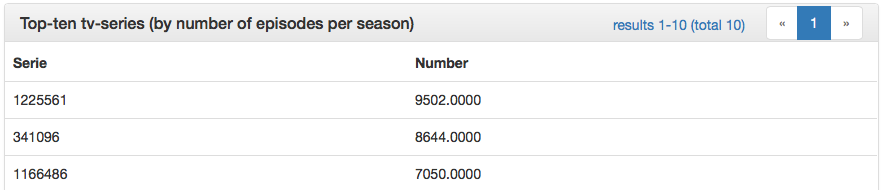 Top-ten tv-series (by number of episodes per season) results 1-10 (total 10) « 1 »
Serie Number
1225561 9502.0000
341096 8644.0000
1166486 7050.0000